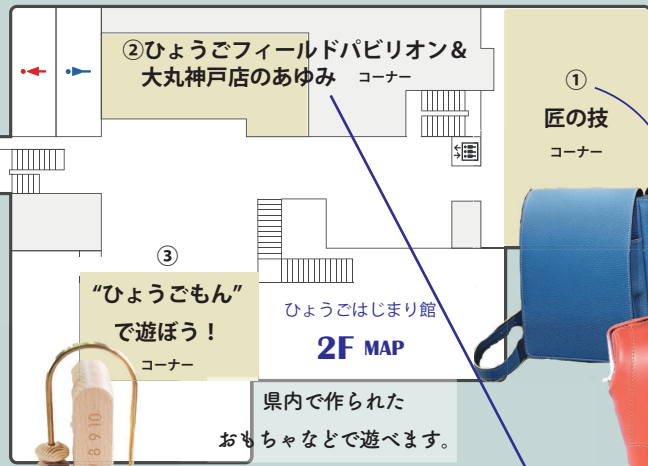 ②ひょうごフィールドパビリオン＆
大丸神戸店のあゆみ コーナー
①
匠の技
コーナー
③
“ひょうごもん”
で遊ぼう！
コーナー
ひょうごはじまり館
2F MAP
県内で作られた
おもちゃなどで遊べます。
8 9 10